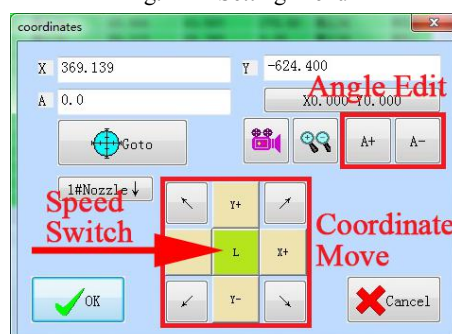 coordinates
X 369.139 Y -624.400
Angle Edit
A 0.0 X0.000 Y0.000
Goto A+ A-
1#Nozzle↓
Speed
Switch
Y+
L X+
Y-
Coordinate
Move
OK
Cancel